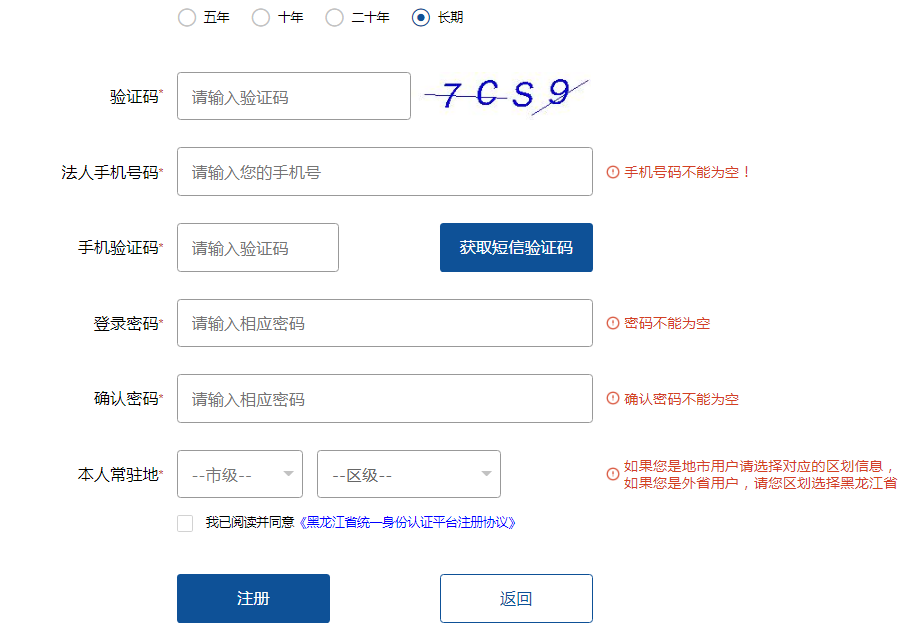 五年 十年 二十年 长期
验证码* 请输入验证码 7CS9
法人手机号码* 请输入您的手机号 手机号码不能为空！
手机验证码* 请输入验证码 获取短信验证码
登录密码* 请输入相应密码 密码不能为空
确认密码* 请输入相应密码 确认密码不能为空
本人常驻地* --市级-- --区级-- 如果您是地市用户请选择对应的区划信息，
如果您是外省用户，请您区划选择黑龙江省
我已阅读并同意《黑龙江省统一身份认证平台注册协议》
注册 返回